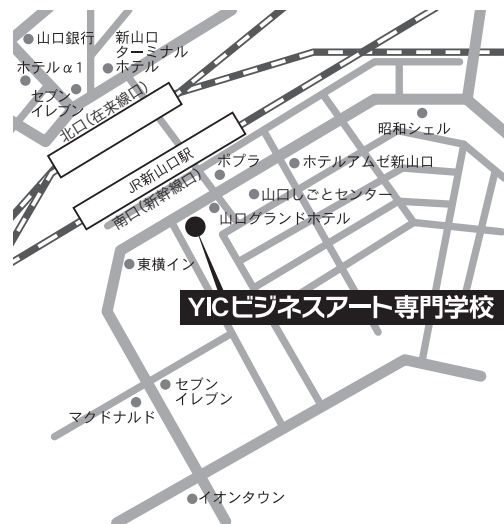 山口銀行
新山口
ターミナル
ホテル
ホテルα1
セブン
イレブン
北口(在来線口)
昭和シェル
JR新山口駅
ポプラ
ホテルアムゼ新山口
南口(新幹線口)
山口しごとセンター
山口グランドホテル
東横イン
YICビジネスアート専門学校
セブン
イレブン
マクドナルド
イオンタウン